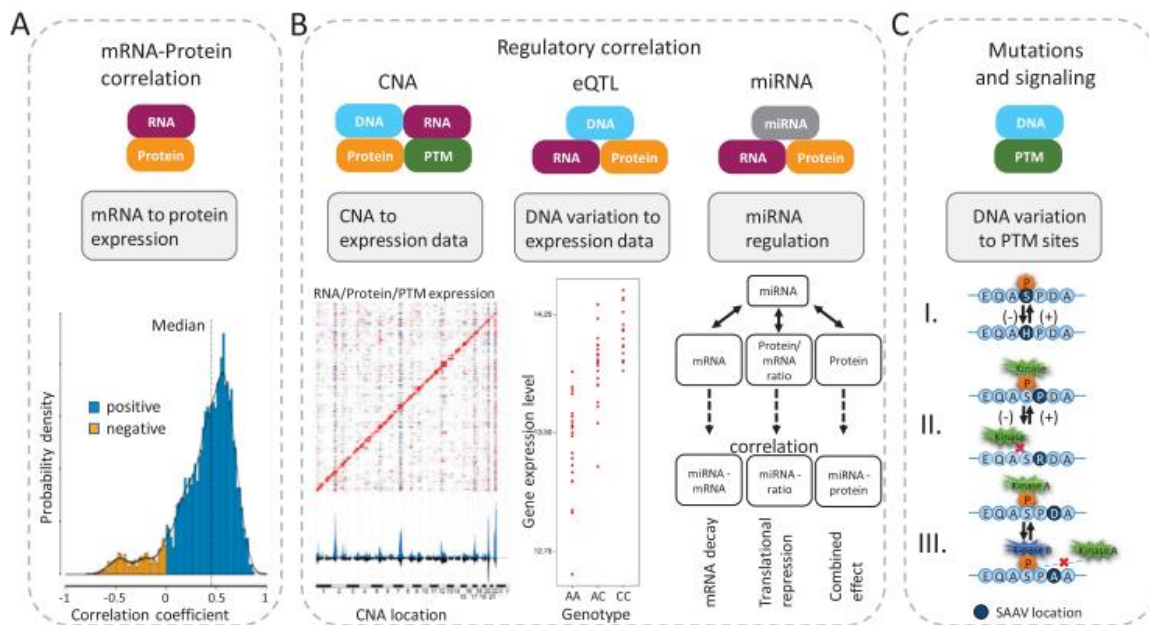 A
mRNA-Protein
correlation
RNA
Protein
mRNA to protein
expression
Median
positive
negative
Probability density
-1
-0.5
0
0.5
1
Correlation coefficient
B
Regulatory correlation
CNA
DNA
RNA
Protein
PTM
CNA to
expression data
RNA/Protein/PTM expression
CNA location
eQTL
DNA
RNA
Protein
DNA variation to
expression data
Gene expression level
14.25
12.75
AA
AC
CC
Genotype
miRNA
miRNA
RNA
Protein
miRNA
regulation
miRNA
mRNA
Protein/
mRNA
ratio
Protein
correlation
miRNA -
mRNA
miRNA -
ratio
miRNA -
protein
mRNA decay
Translational
repression
Combined
effect
C
Mutations
and signaling
DNA
PTM
DNA variation
to PTM sites
I.
P
E Q A S P D A
(-) (+)
E Q A H P D A
II.
Kinase
P
E Q A S P D A
(-) (+)
Kinase
E Q A S R D A
III.
Kinase A
P
E Q A S P D A
Kinase B
Kinase A
P
E Q A S P A A
SAAV location